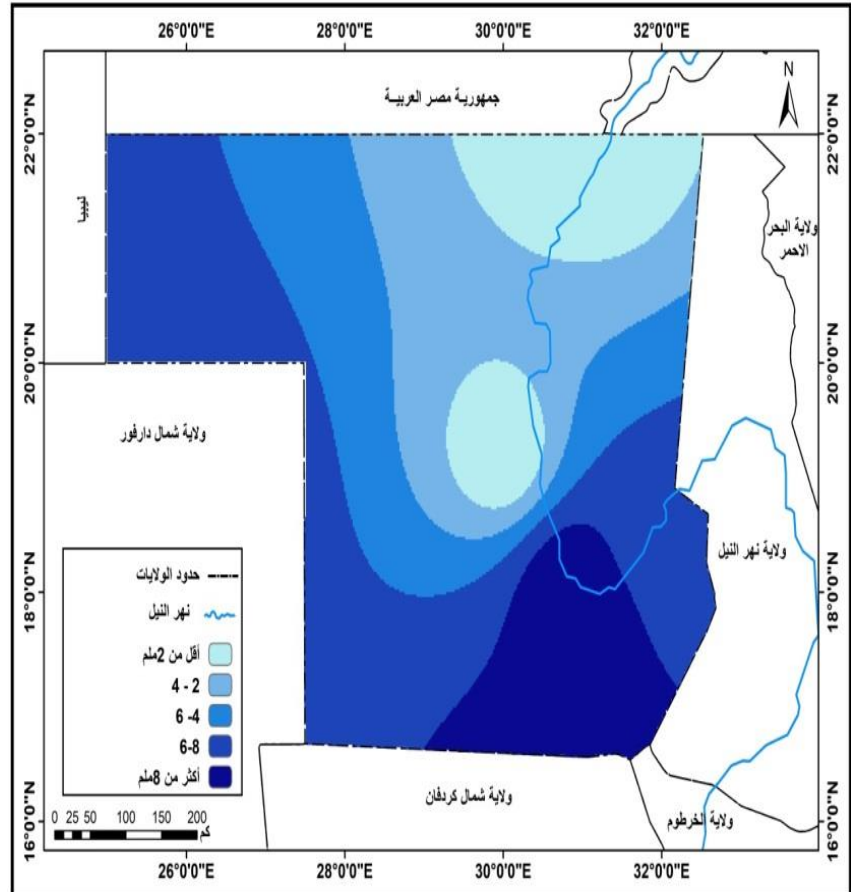 26°0'0"E 28°0'0"E 30°0'0"E 32°0'0"E
N
جمهورية مصر العربيـــة
22°0'0"N 22°0'0"N
ليبيا
ولاية البحر
الاحمر
20°0'0"N 20°0'0"N
ولاية شمال دارفور
ولاية نهر النيل
18°0'0"N 18°0'0"N
حدود الولايات
نهر النيل
أقل من 2ملم
2 - 4
4- 6
6-8
أكثر من 8ملم
ولاية شمال كردفان
ولاية الخرطوم
0 25 50 100 150 200
كم
16°0'0"N 16°0'0"N
26°0'0"E 28°0'0"E 30°0'0"E 32°0'0"E